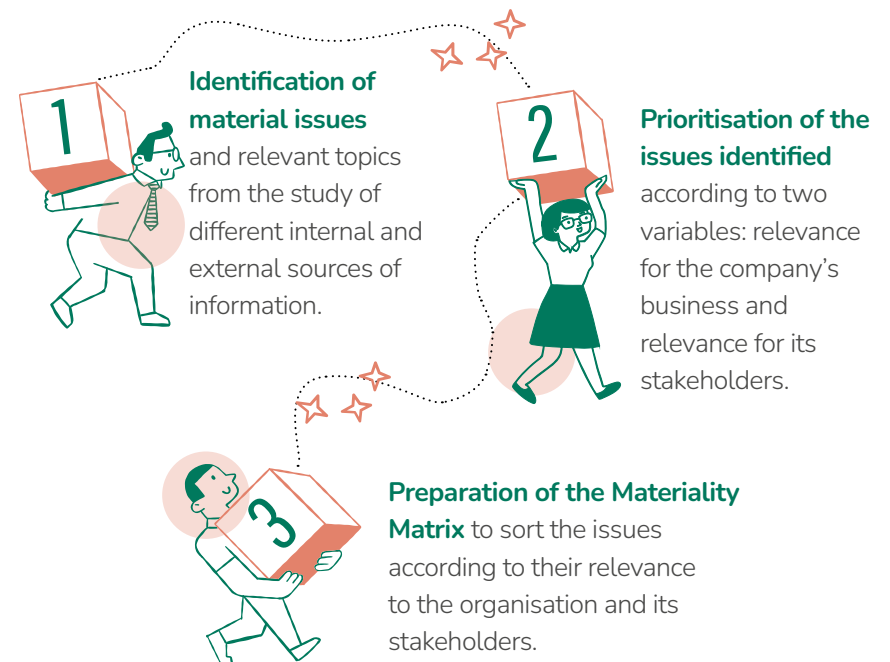 1
Identification of
material issues
and relevant topics
from the study of
different internal and
external sources of
information.
2
Prioritisation of the
issues identified
according to two
variables: relevance
for the company’s
business and
relevance for its
stakeholders.
3
Preparation of the Materiality
Matrix to sort the issues
according to their relevance
to the organisation and its
stakeholders.